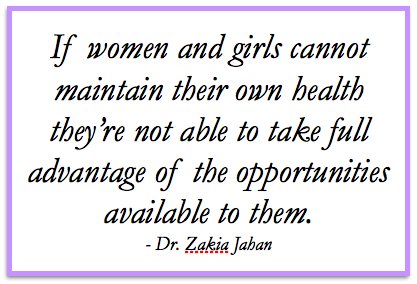 If women and girls cannot
maintain their own health
they're not able to take full
advantage of the opportunities
available to them.
- Dr. Zakia Jahan